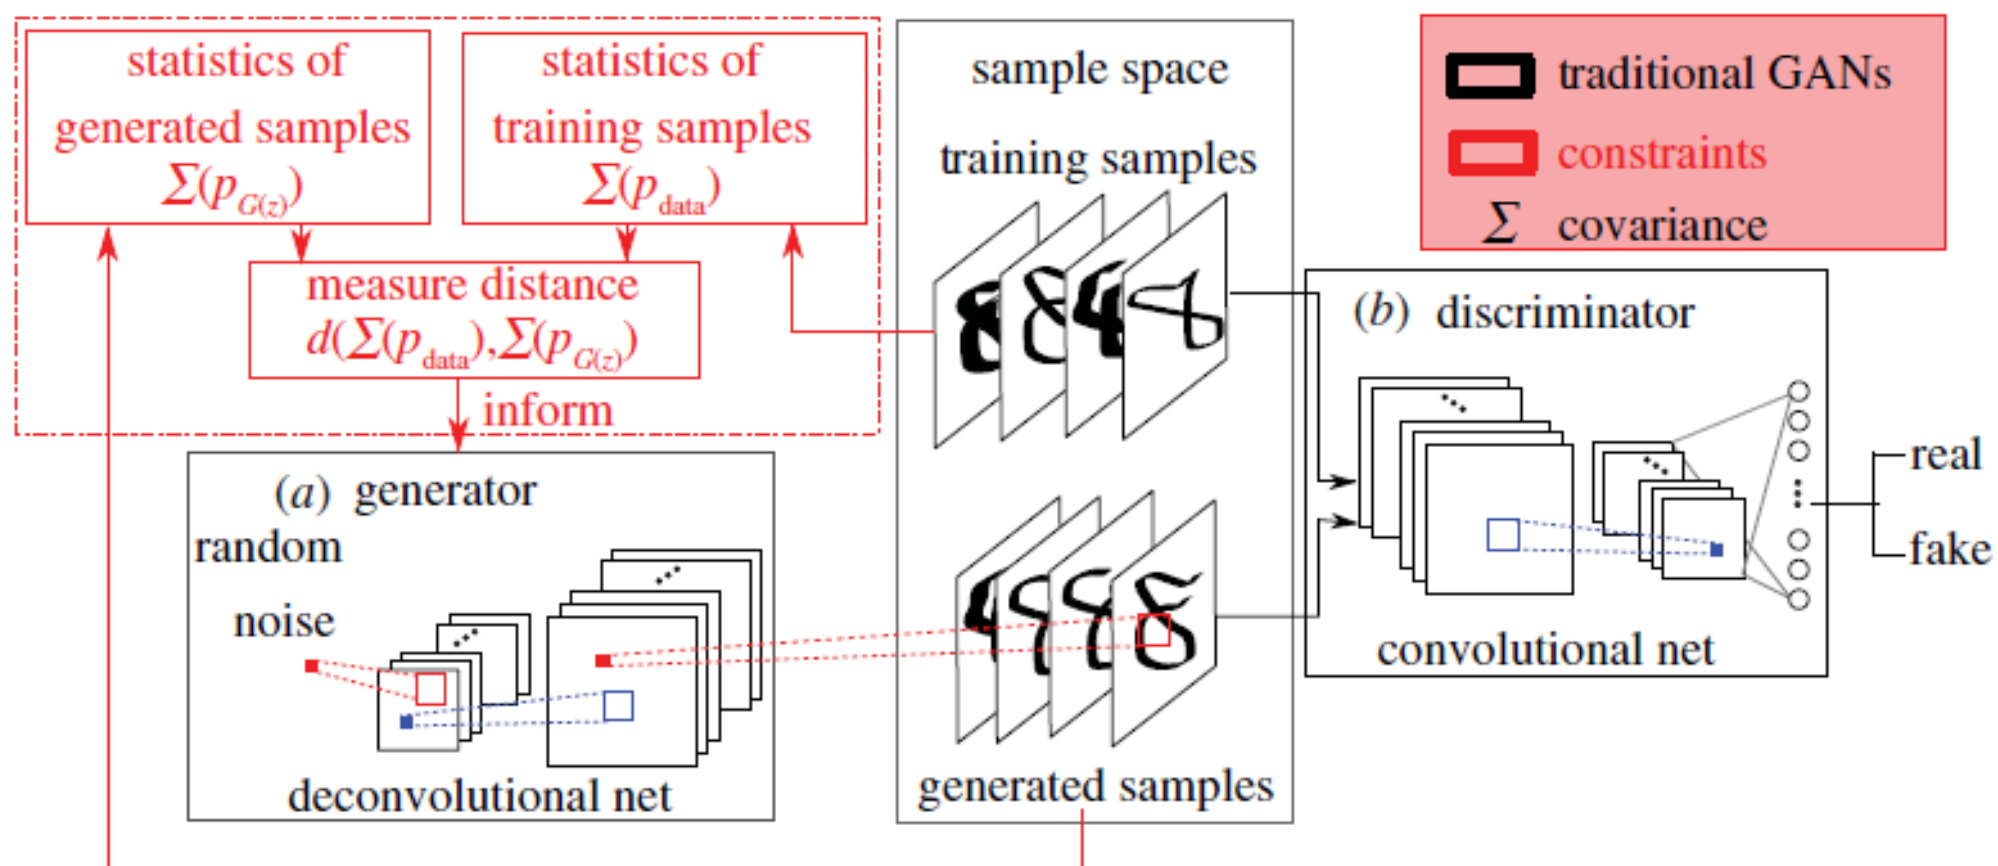 statistics of
generated samples
Σ(p_G(z))
statistics of
training samples
Σ(p_data)
measure distance
d(Σ(p_data),Σ(p_G(z))
inform
(a) generator
random
noise
deconvolutional net
sample space
training samples
generated samples
traditional GANs
constraints
Σ covariance
(b) discriminator
convolutional net
real
fake